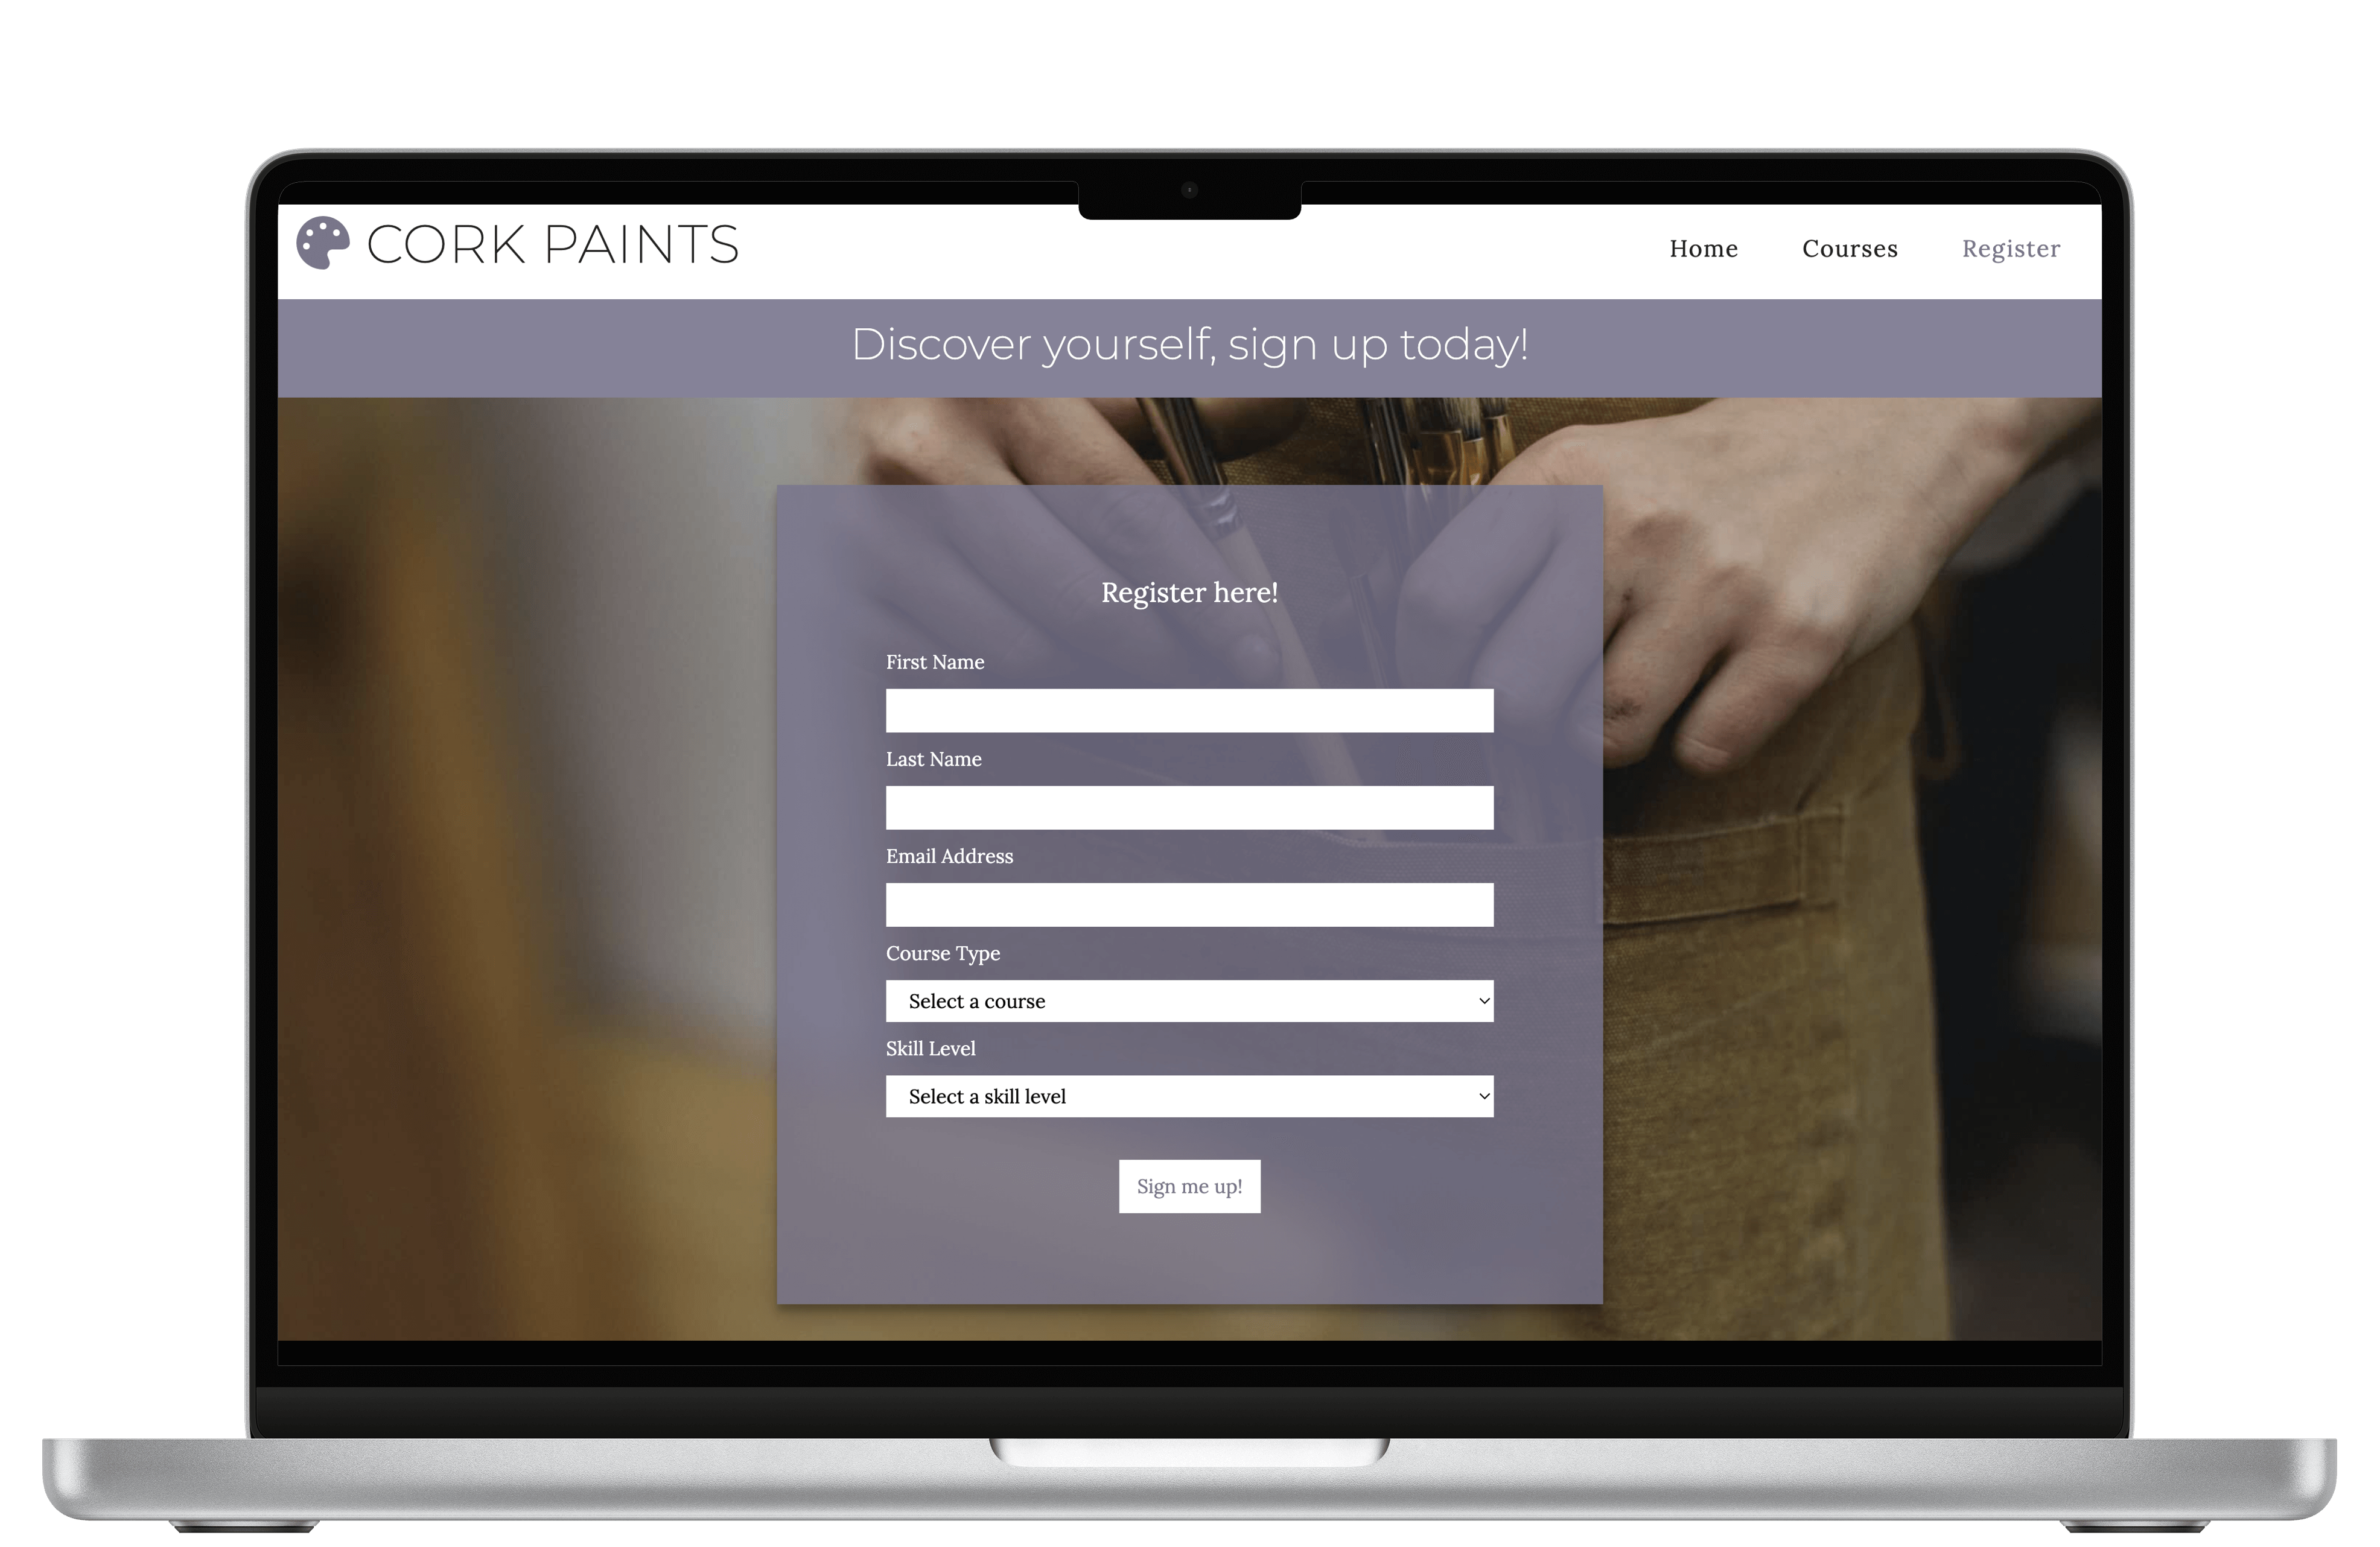 CORK PAINTS
Home Courses Register
Discover yourself, sign up today!
Register here!
First Name
Last Name
Email Address
Course Type
Select a course
Skill Level
Select a skill level
Sign me up!